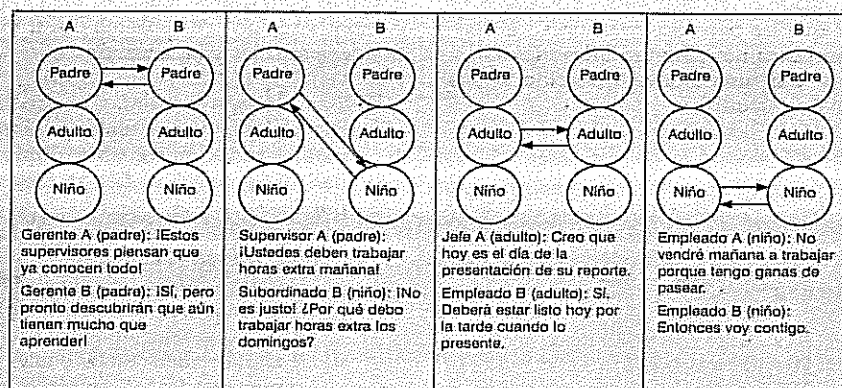 A B
Padre Padre
Adulto Adulto
Niño Niño
Gerente A (padre): ¡Estos
supervisores piensan que
ya conocen todo!
Gerente B (padre): ¡Sí, pero
pronto descubrirán que aún
tienen mucho que
aprender!
A B
Padre Padre
Adulto Adulto
Niño Niño
Supervisor A (padre):
¡Ustedes deben trabajar
horas extra mañana!
Subordinado B (niño): ¡No
es justo! ¿Por qué debo
trabajar horas extra los
domingos?
A B
Padre Padre
Adulto Adulto
Niño Niño
Jefe A (adulto): Creo que
hoy es el día de la
presentación de su reporte.
Empleado B (adulto): Sí.
Deberá estar listo hoy por
la tarde cuando lo
presente.
A B
Padre Padre
Adulto Adulto
Niño Niño
Empleado A (niño): No
vendré mañana a trabajar
porque tengo ganas de
pasear.
Empleado B (niño):
Entonces voy contigo.